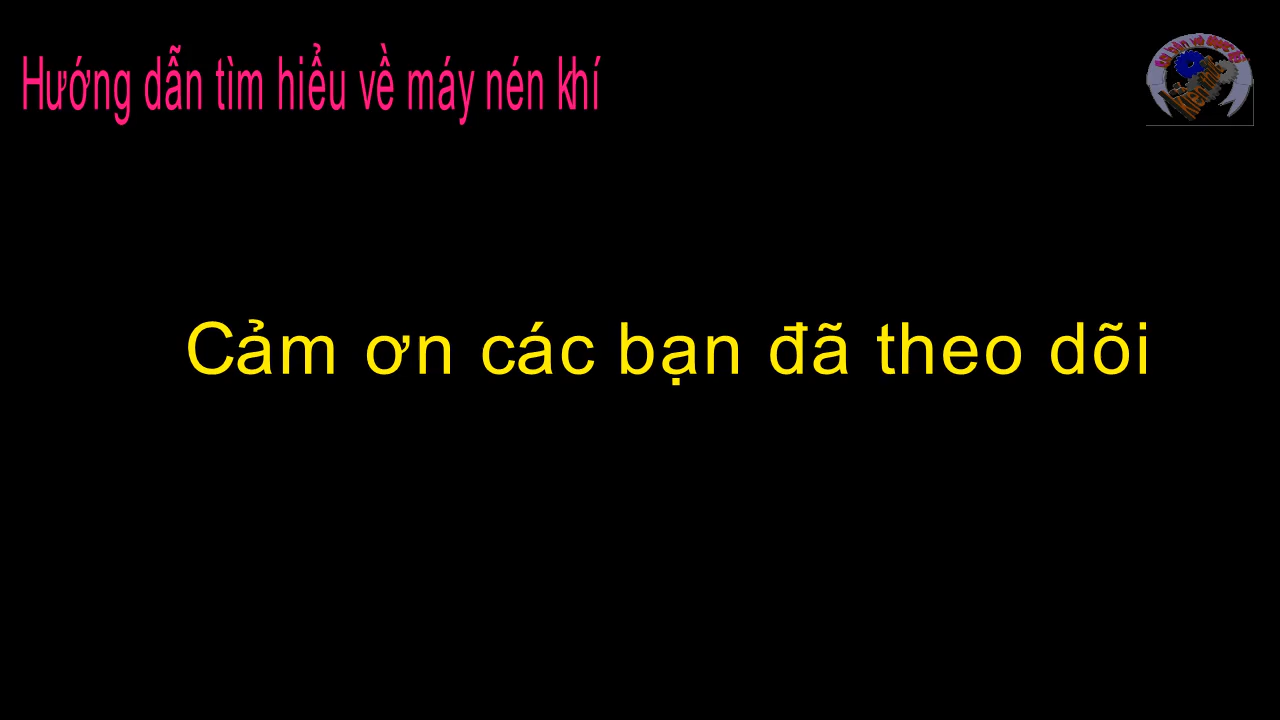 Hướng dẫn tìm hiểu về máy nén khí
Cảm ơn các bạn đã theo dõi